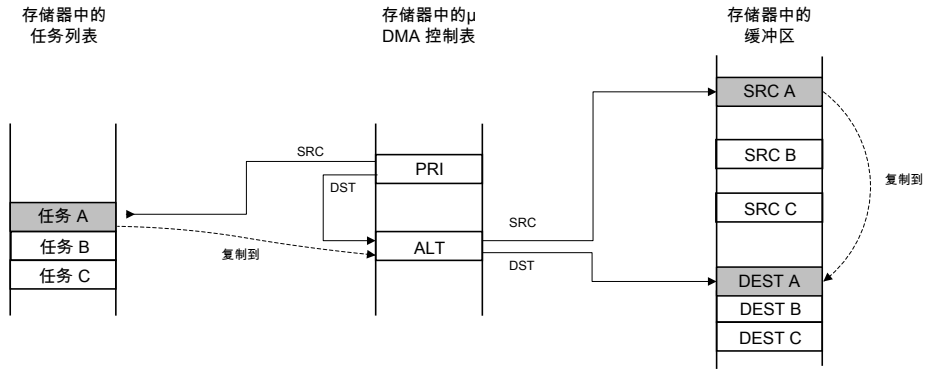 存储器中的
任务列表
存储器中的μ
DMA 控制表
存储器中的
缓冲区
SRC A
SRC
PRI
SRC B
DST
复制到
任务 A
SRC C
SRC
任务 B
复制到
ALT
DST
任务 C
DEST A
DEST B
DEST C